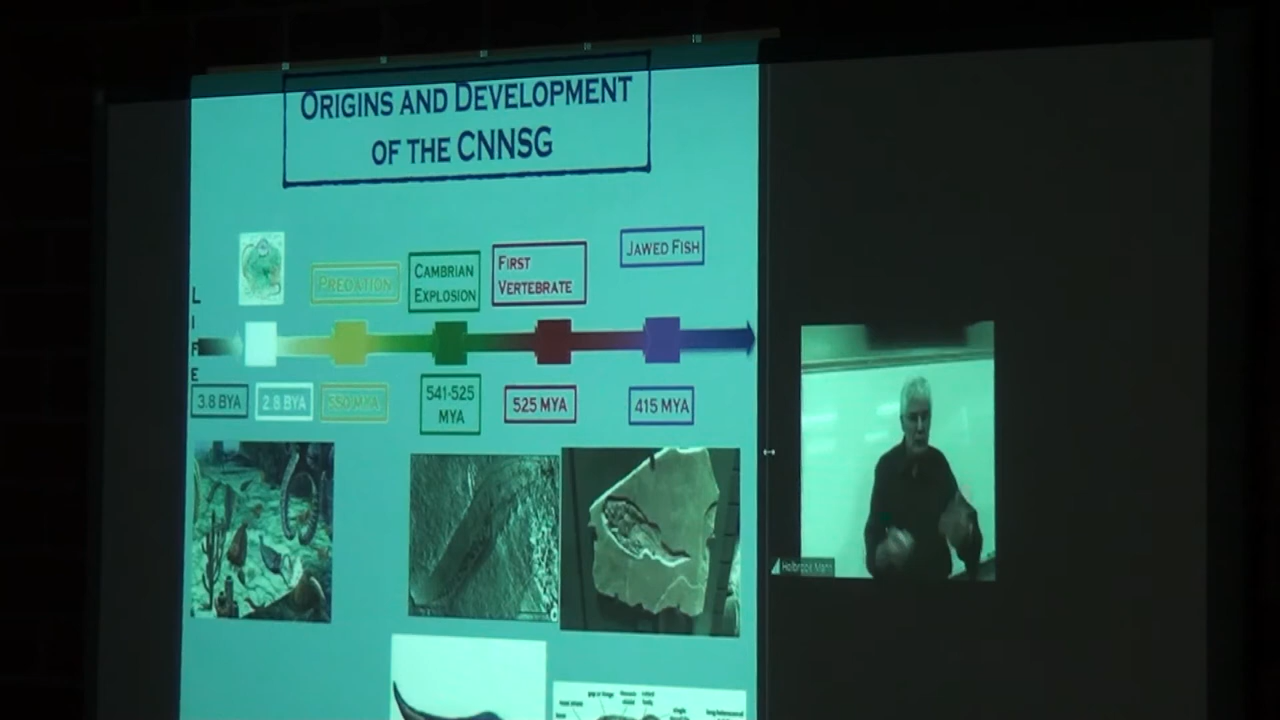 ORIGINS AND DEVELOPMENT
OF THE CNNSG
PREDATION
CAMBRIAN
EXPLOSION
FIRST
VERTEBRATE
JAWED FISH
LIFE
3.8 BYA
2.8 BYA
541-525
MYA
525 MYA
415 MYA